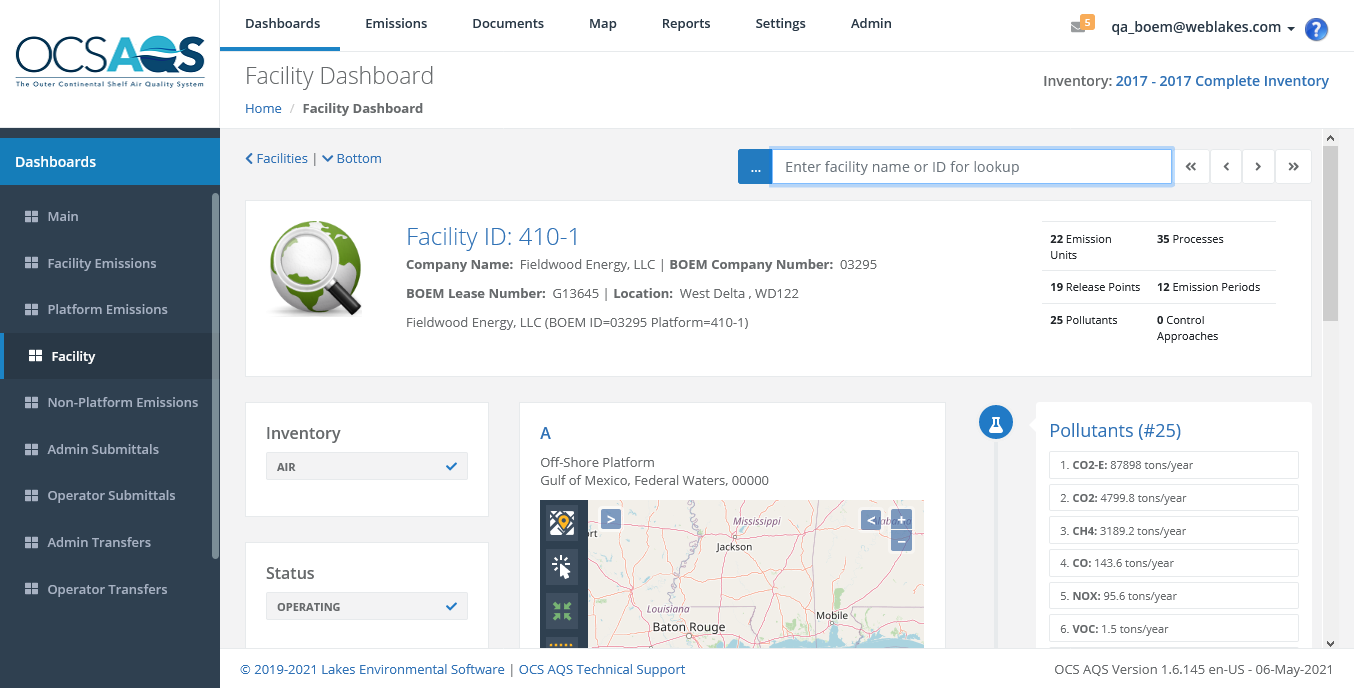 OCSAQS
The Outer Continental Shelf Air Quality System
Dashboards Emissions Documents Map Reports Settings Admin
5
qa_boem@weblakes.com
?
Facility Dashboard
Home / Facility Dashboard
Inventory: 2017 - 2017 Complete Inventory
Dashboards
Main
Facility Emissions
Platform Emissions
Facility
Non-Platform Emissions
Admin Submittals
Operator Submittals
Admin Transfers
Operator Transfers
Facilities | Bottom
... Enter facility name or ID for lookup
Facility ID: 410-1
Company Name: Fieldwood Energy, LLC | BOEM Company Number: 03295
BOEM Lease Number: G13645 | Location: West Delta , WD122
Fieldwood Energy, LLC (BOEM ID=03295 Platform=410-1)
22 Emission
Units
35 Processes
19 Release Points
12 Emission Periods
25 Pollutants
0 Control
Approaches
Inventory
AIR
Status
OPERATING
A
Off-Shore Platform
Gulf of Mexico, Federal Waters, 00000
>
<
+
−
Mississippi
Jackson
Louisiana
Baton Rouge
Mobile
Pollutants (#25)
1. CO2-E: 87898 tons/year
2. CO2: 4799.8 tons/year
3. CH4: 3189.2 tons/year
4. CO: 143.6 tons/year
5. NOX: 95.6 tons/year
6. VOC: 1.5 tons/year
© 2019-2021 Lakes Environmental Software | OCS AQS Technical Support
OCS AQS Version 1.6.145 en-US - 06-May-2021